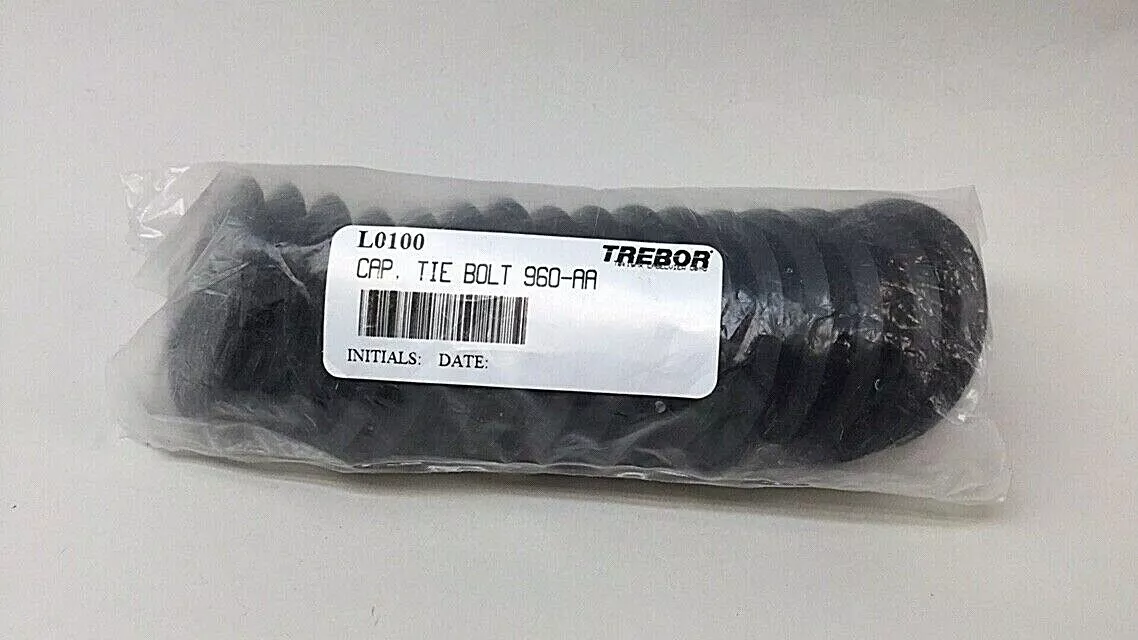 L0100
TREBOR
CAP. TIE BOLT 960-AA
INITIALS: DATE: